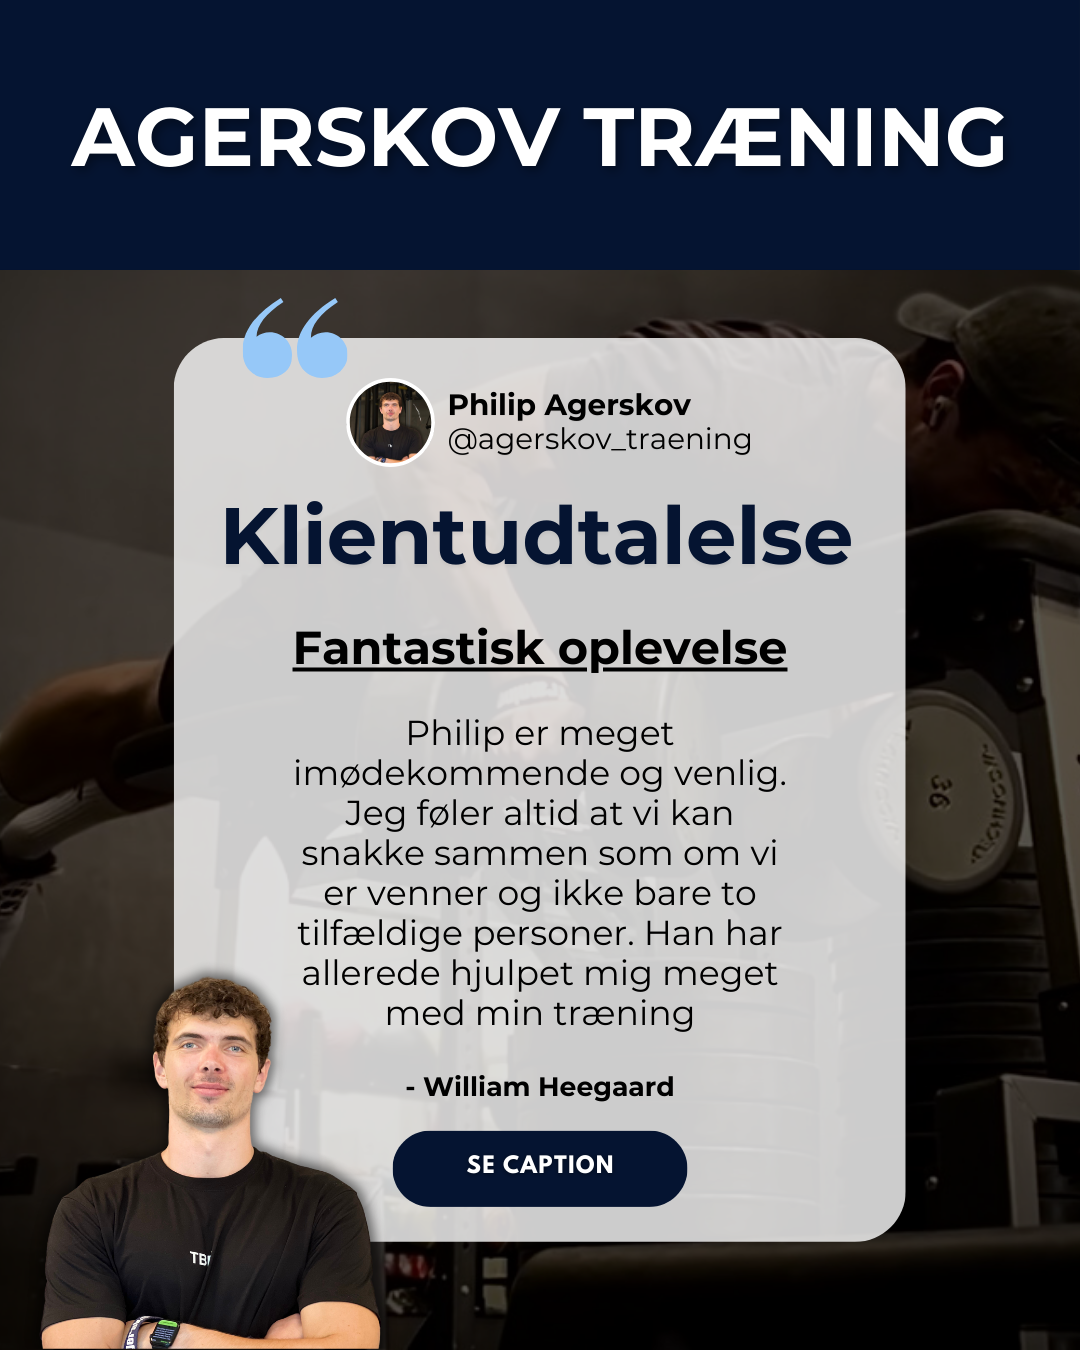 AGERSKOV TRÆNING
Philip Agerskov
@agerskov_traening
Klientudtalelse
Fantastisk oplevelse
Philip er meget
imødekommende og venlig.
Jeg føler altid at vi kan
snakke sammen som om vi
er venner og ikke bare to
tilfældige personer. Han har
allerede hjulpet mig meget
med min træning
- William Heegaard
SE CAPTION
36